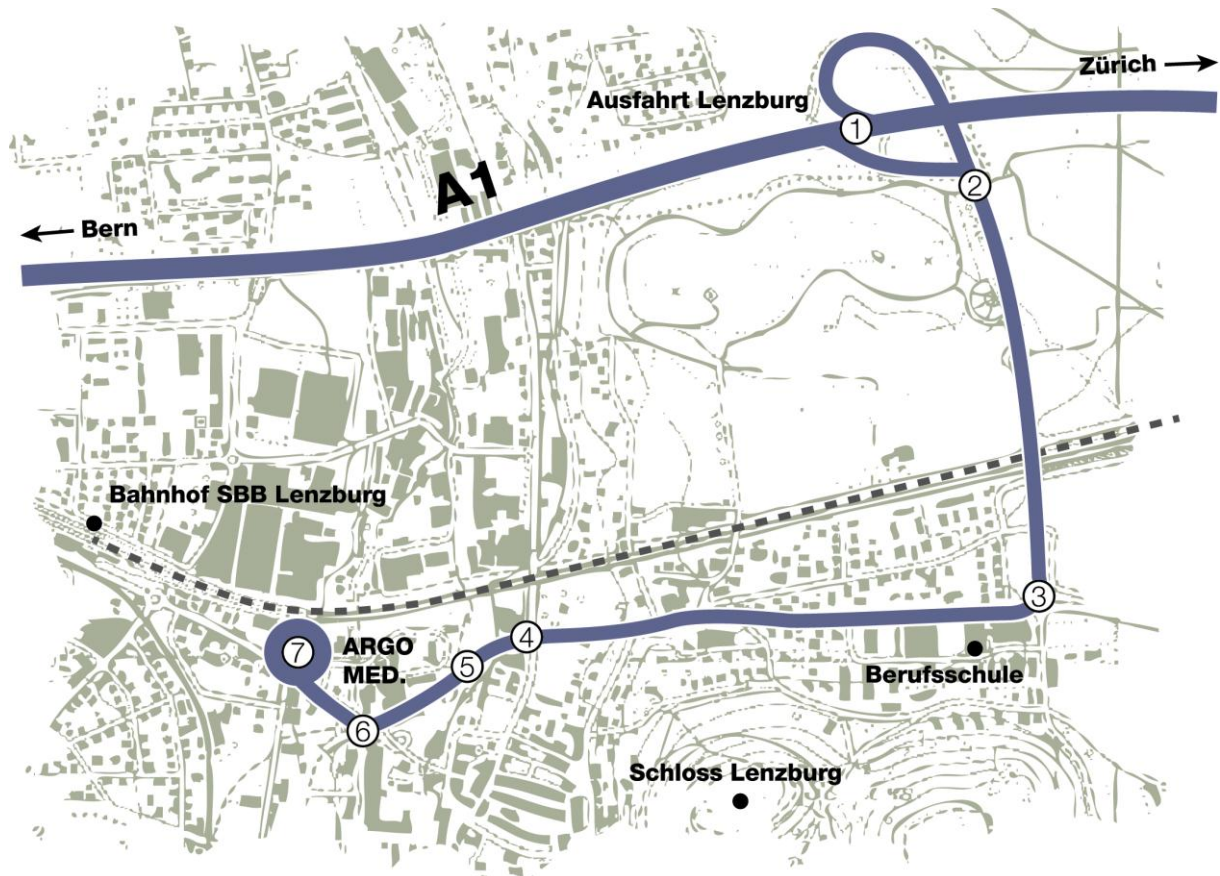 Zürich
Ausfahrt Lenzburg
1
A1
2
Bern
Bahnhof SBB Lenzburg
3
4
7
ARGO
MED.
5
Berufsschule
6
Schloss Lenzburg